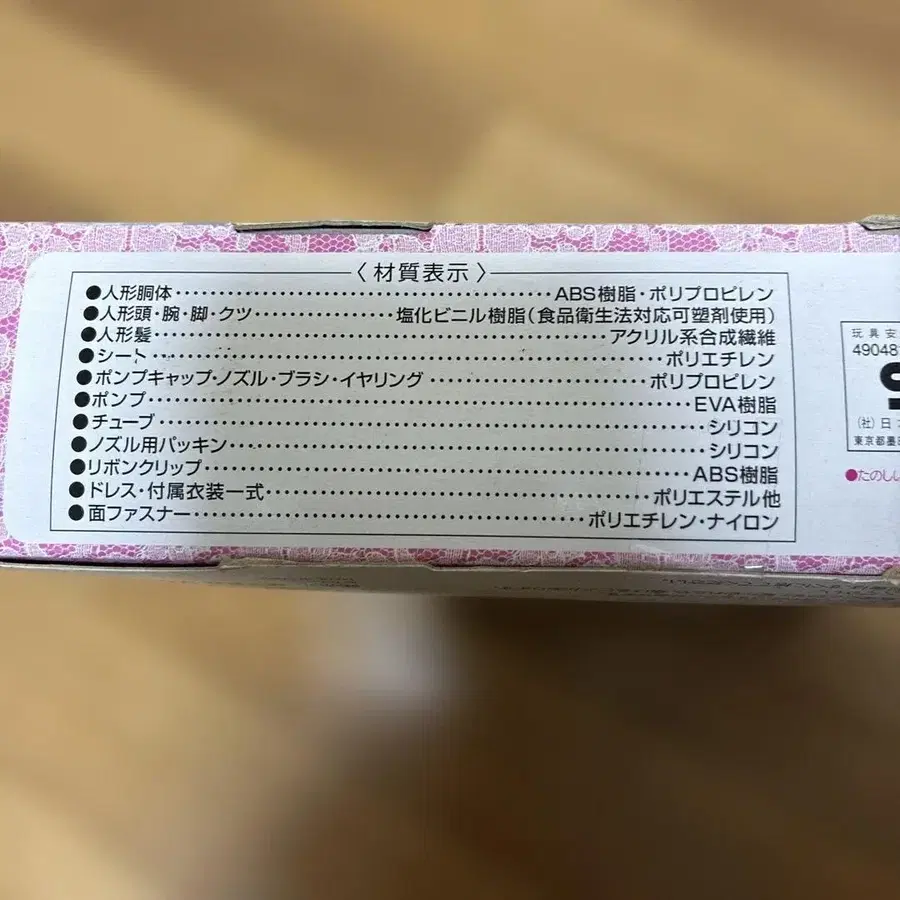 〈材質表示〉
●人形胴体 ABS樹脂・ポリプロピレン
●人形頭・腕・脚・クツ 塩化ビニル樹脂(食品衛生法対応可塑剤使用)
●人形髪 アクリル系合成繊維
●シート ポリエチレン
●ポンプキャップ・ノズル・ブラシ・イヤリング ポリプロピレン
●ポンプ EVA樹脂
●チューブ シリコン
●ノズル用パッキン シリコン
●リボンクリップ ABS樹脂
●ドレス・付属衣装一式 ポリエステル他
●面ファスナー ポリエチレン・ナイロン
玩具安
(社)日
東京都墨
●たのしい